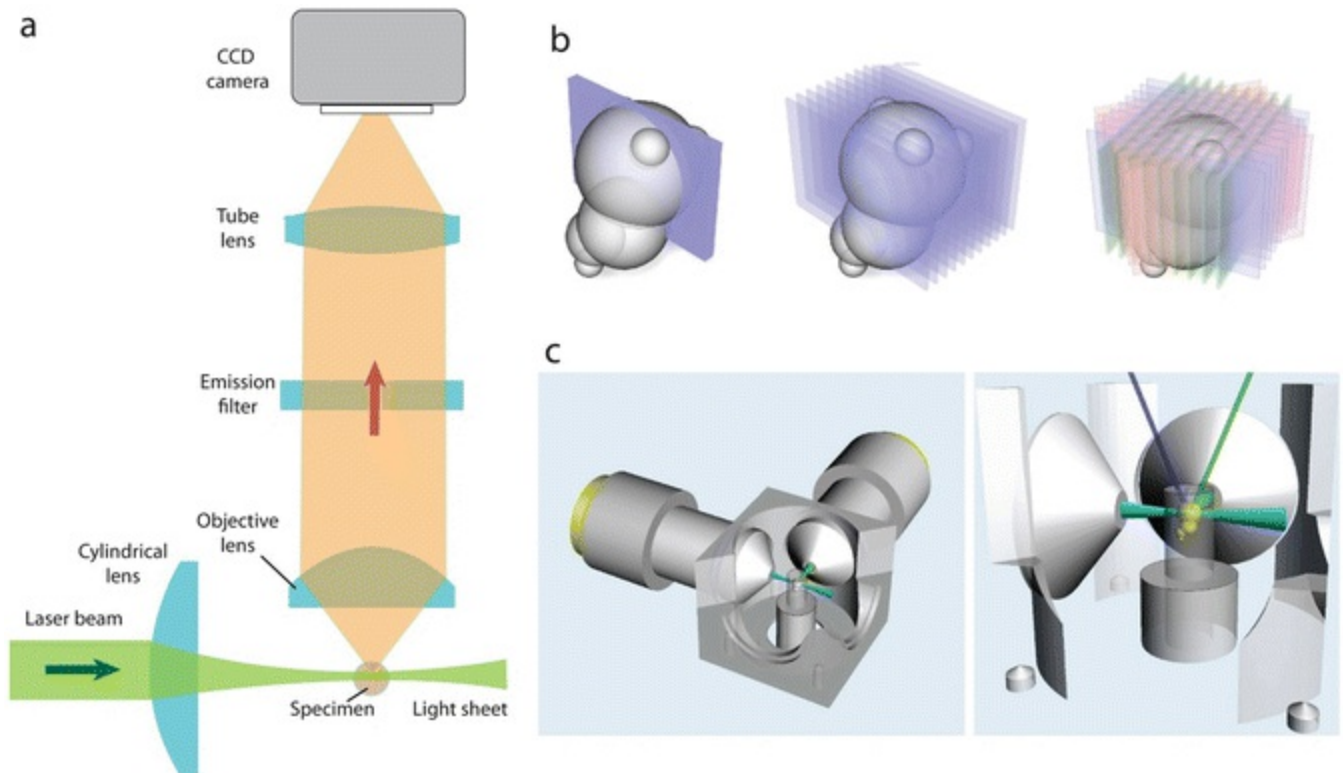 a
CCD
camera
Tube
lens
Emission
filter
Objective
lens
Cylindrical
lens
Laser beam
Specimen
Light sheet
b
c